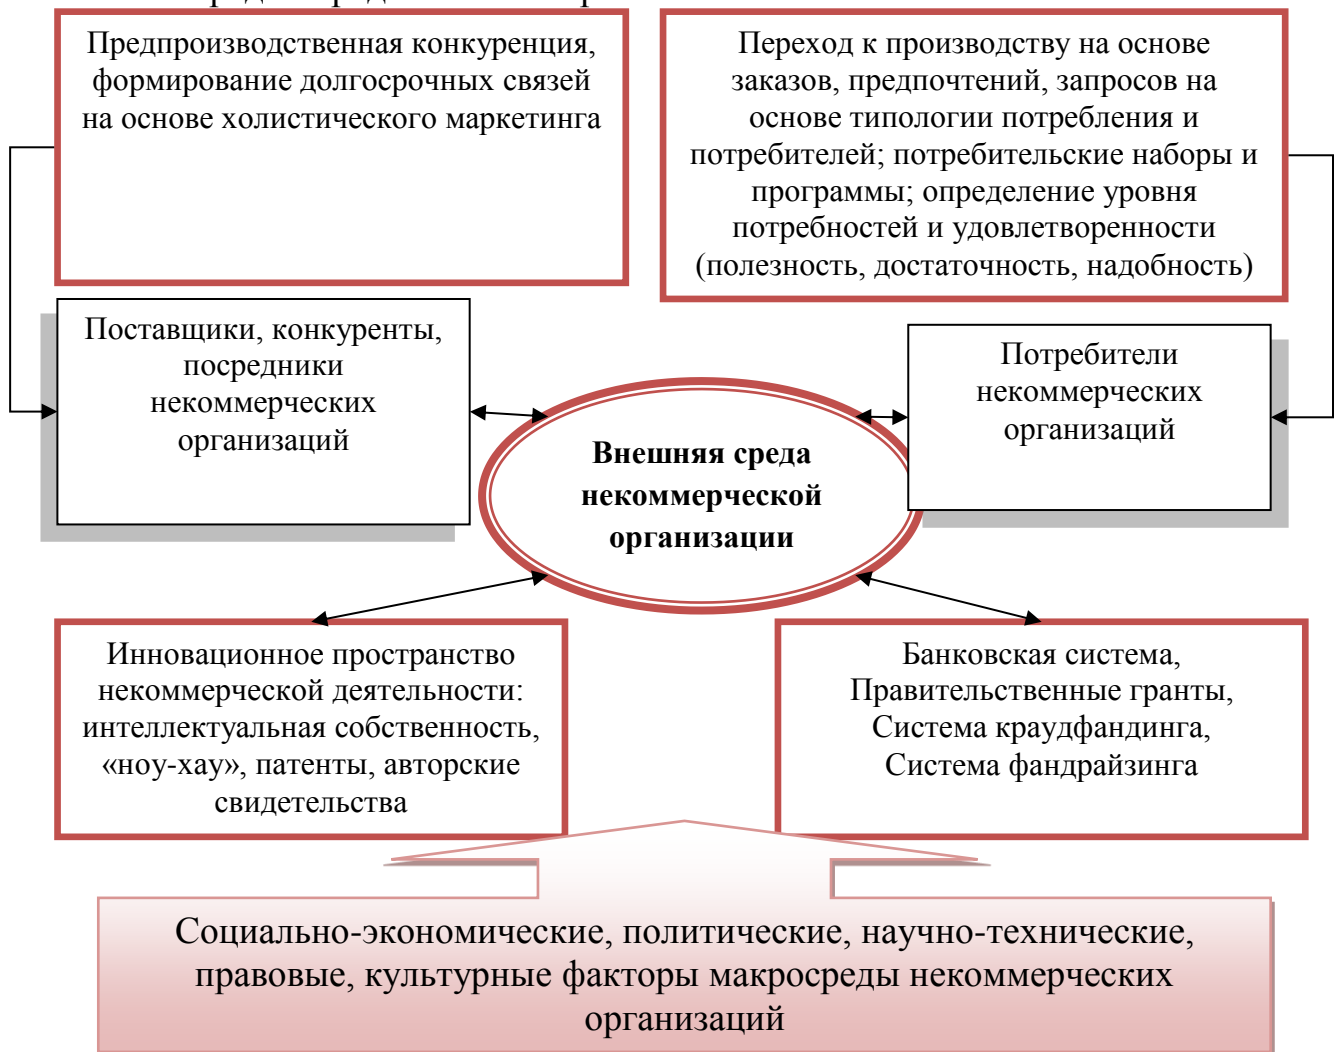 Предпроизводственная конкуренция,
формирование долгосрочных связей
на основе холистического маркетинга
Переход к производству на основе
заказов, предпочтений, запросов на
основе типологии потребления и
потребителей; потребительские наборы и
программы; определение уровня
потребностей и удовлетворенности
(полезность, достаточность, надобность)
Поставщики, конкуренты,
посредники
некоммерческих
организаций
Потребители
некоммерческих
организаций
Внешняя среда
некоммерческой
организации
Инновационное пространство
некоммерческой деятельности:
интеллектуальная собственность,
«ноу-хау», патенты, авторские
свидетельства
Банковская система,
Правительственные гранты,
Система краудфандинга,
Система фандрайзинга
Социально-экономические, политические, научно-технические,
правовые, культурные факторы макросреды некоммерческих
организаций